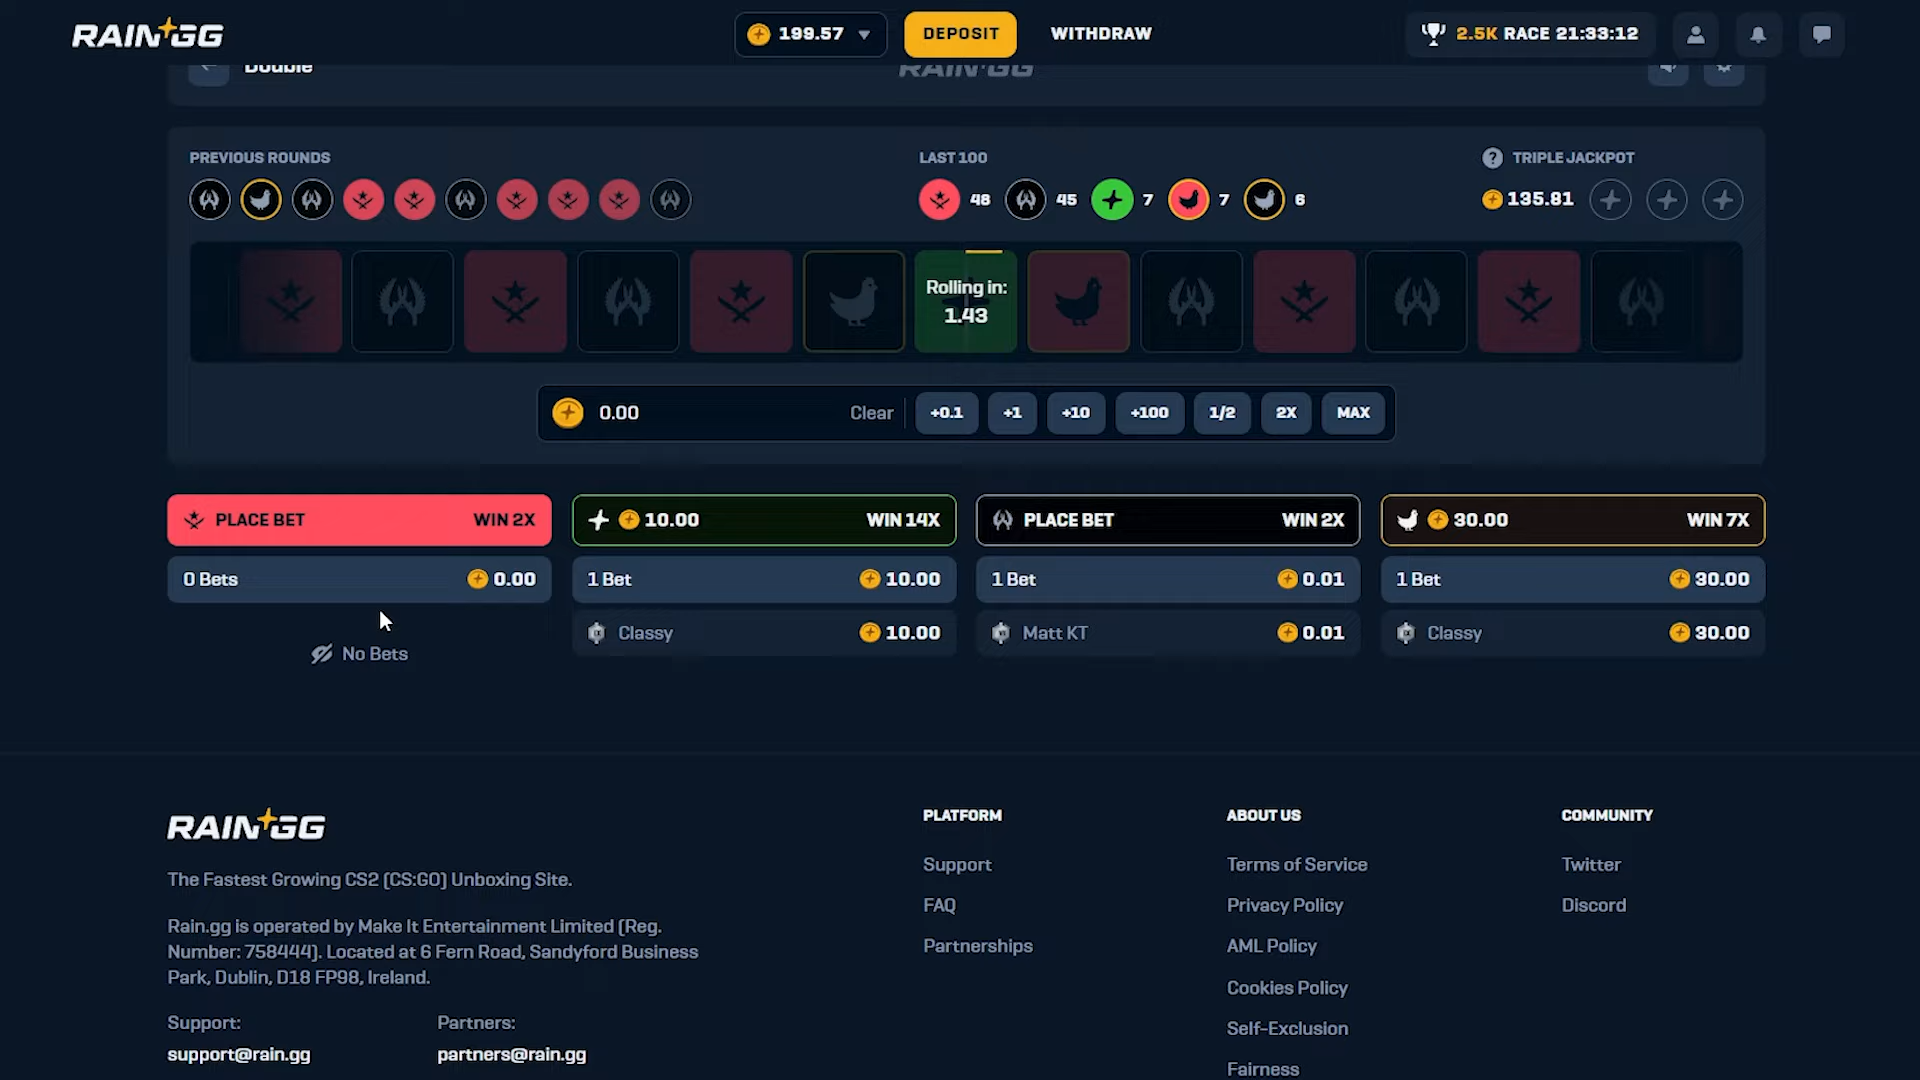 RAIN GG
199.57
DEPOSIT
WITHDRAW
2.5K RACE 21:33:12
Double
RAIN GG
PREVIOUS ROUNDS
LAST 100
48
45
7
7
6
? TRIPLE JACKPOT
135.81
Rolling in:
1.43
0.00
Clear
+0.1
+1
+10
+100
1/2
2X
MAX
PLACE BET
WIN 2X
10.00
WIN 14X
PLACE BET
WIN 2X
30.00
WIN 7X
0 Bets
0.00
1 Bet
10.00
1 Bet
0.01
1 Bet
30.00
No Bets
Classy
10.00
Matt KT
0.01
Classy
30.00
RAIN GG
The Fastest Growing CS2 (CS:GO) Unboxing Site.
Rain.gg is operated by Make It Entertainment Limited (Reg.
Number: 758444). Located at 6 Fern Road, Sandyford Business
Park, Dublin, D18 FP98, Ireland.
Support:
support@rain.gg
Partners:
partners@rain.gg
PLATFORM
Support
FAQ
Partnerships
ABOUT US
Terms of Service
Privacy Policy
AML Policy
Cookies Policy
Self-Exclusion
Fairness
COMMUNITY
Twitter
Discord